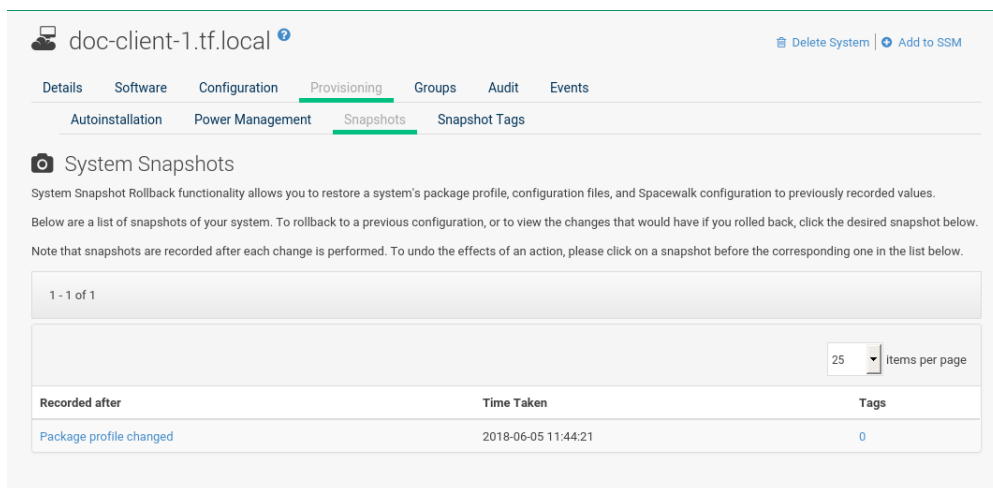 doc-client-1.tf.local ?
Delete System | Add to SSM
Details Software Configuration Provisioning Groups Audit Events
Autoinstallation Power Management Snapshots Snapshot Tags
System Snapshots
System Snapshot Rollback functionality allows you to restore a system's package profile, configuration files, and Spacewalk configuration to previously recorded values.
Below are a list of snapshots of your system. To rollback to a previous configuration, or to view the changes that would have if you rolled back, click the desired snapshot below.
Note that snapshots are recorded after each change is performed. To undo the effects of an action, please click on a snapshot before the corresponding one in the list below.
1 - 1 of 1
25 items per page
Recorded after Time Taken Tags
Package profile changed 2018-06-05 11:44:21 0